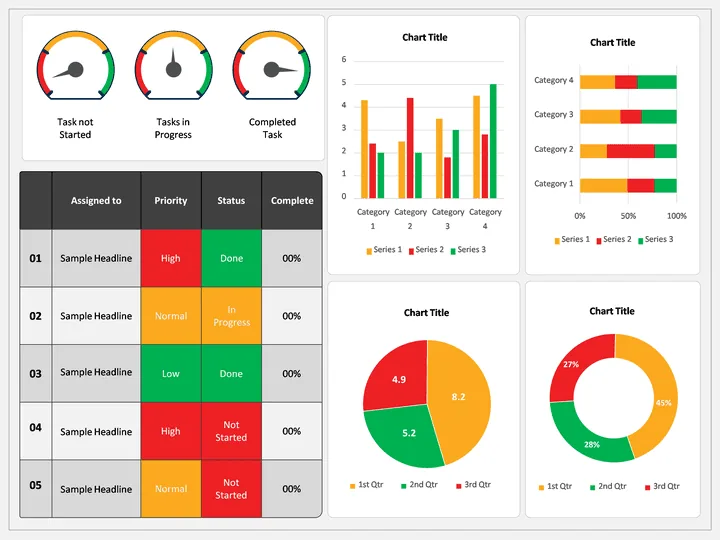 Task not
Started
Tasks in
Progress
Completed
Task
Assigned to
Priority
Status
Complete
01
Sample Headline
High
Done
00%
02
Sample Headline
Normal
In
Progress
00%
03
Sample Headline
Low
Done
00%
04
Sample Headline
High
Not
Started
00%
05
Sample Headline
Normal
Not
Started
00%
Chart Title
6
5
4
3
2
1
0
Category
1
Category
2
Category
3
Category
4
Series 1
Series 2
Series 3
Chart Title
Category 4
Category 3
Category 2
Category 1
0%
50%
100%
Series 1
Series 2
Series 3
Chart Title
4.9
8.2
5.2
1st Qtr
2nd Qtr
3rd Qtr
Chart Title
27%
45%
28%
1st Qtr
2nd Qtr
3rd Qtr